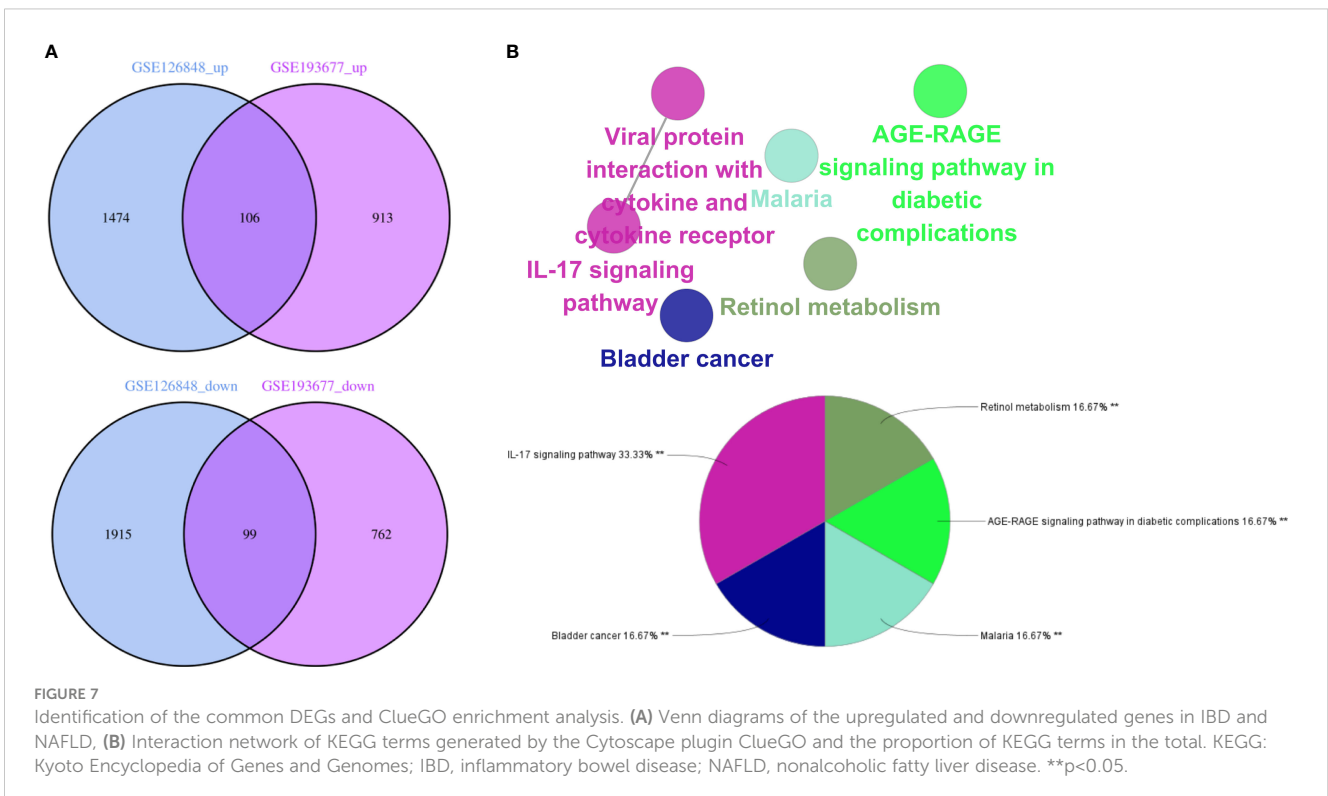 A
GSE126848_up
GSE193677_up
1474
106
913
GSE126848_down
GSE193677_down
1915
99
762
B
Viral protein
interaction with
cytokine and
cytokine receptor
Malaria
AGE-RAGE
signaling pathway in
diabetic
complications
IL-17 signaling
pathway
Retinol metabolism
Bladder cancer
Retinol metabolism 16.67% **
IL-17 signaling pathway 33.33% **
AGE-RAGE signaling pathway in diabetic complications 16.67% **
Bladder cancer 16.67% **
Malaria 16.67% **
FIGURE 7
Identification of the common DEGs and ClueGO enrichment analysis. (A) Venn diagrams of the upregulated and downregulated genes in IBD and
NAFLD, (B) Interaction network of KEGG terms generated by the Cytoscape plugin ClueGO and the proportion of KEGG terms in the total. KEGG:
Kyoto Encyclopedia of Genes and Genomes; IBD, inflammatory bowel disease; NAFLD, nonalcoholic fatty liver disease. **p<0.05.